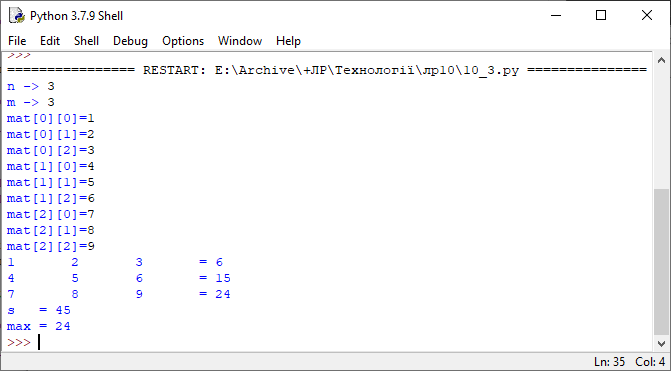 Python 3.7.9 Shell
File Edit Shell Debug Options Window Help
>>>
================ RESTART: E:\Archive\+ЛР\Технології\лр10\10_3.py ===============
n -> 3
m -> 3
mat[0][0]=1
mat[0][1]=2
mat[0][2]=3
mat[1][0]=4
mat[1][1]=5
mat[1][2]=6
mat[2][0]=7
mat[2][1]=8
mat[2][2]=9
1 2 3 = 6
4 5 6 = 15
7 8 9 = 24
s = 45
max = 24
>>>
Ln: 35 Col: 4